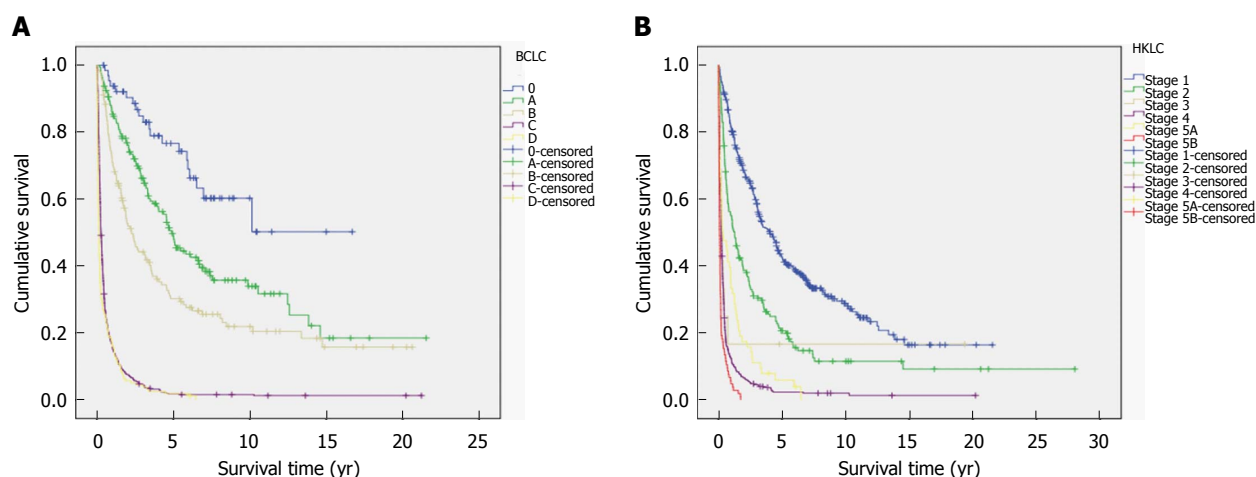 A
BCLC
1.0
0.8
0.6
0.4
0.2
0.0
Cumulative survival
0
A
B
C
D
0-censored
A-censored
B-censored
C-censored
D-censored
0 5 10 15 20 25
Survival time (yr)
B
HKLC
1.0
0.8
0.6
0.4
0.2
0.0
Cumulative survival
Stage 1
Stage 2
Stage 3
Stage 4
Stage 5A
Stage 5B
Stage 1-censored
Stage 2-censored
Stage 3-censored
Stage 4-censored
Stage 5A-censored
Stage 5B-censored
0 5 10 15 20 25 30
Survival time (yr)